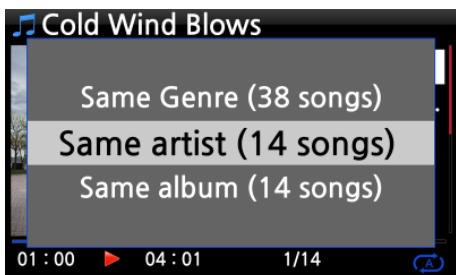 Cold Wind Blows
Same Genre (38 songs)
Same artist (14 songs)
Same album (14 songs)
01 : 00 04 : 01 1/14 A